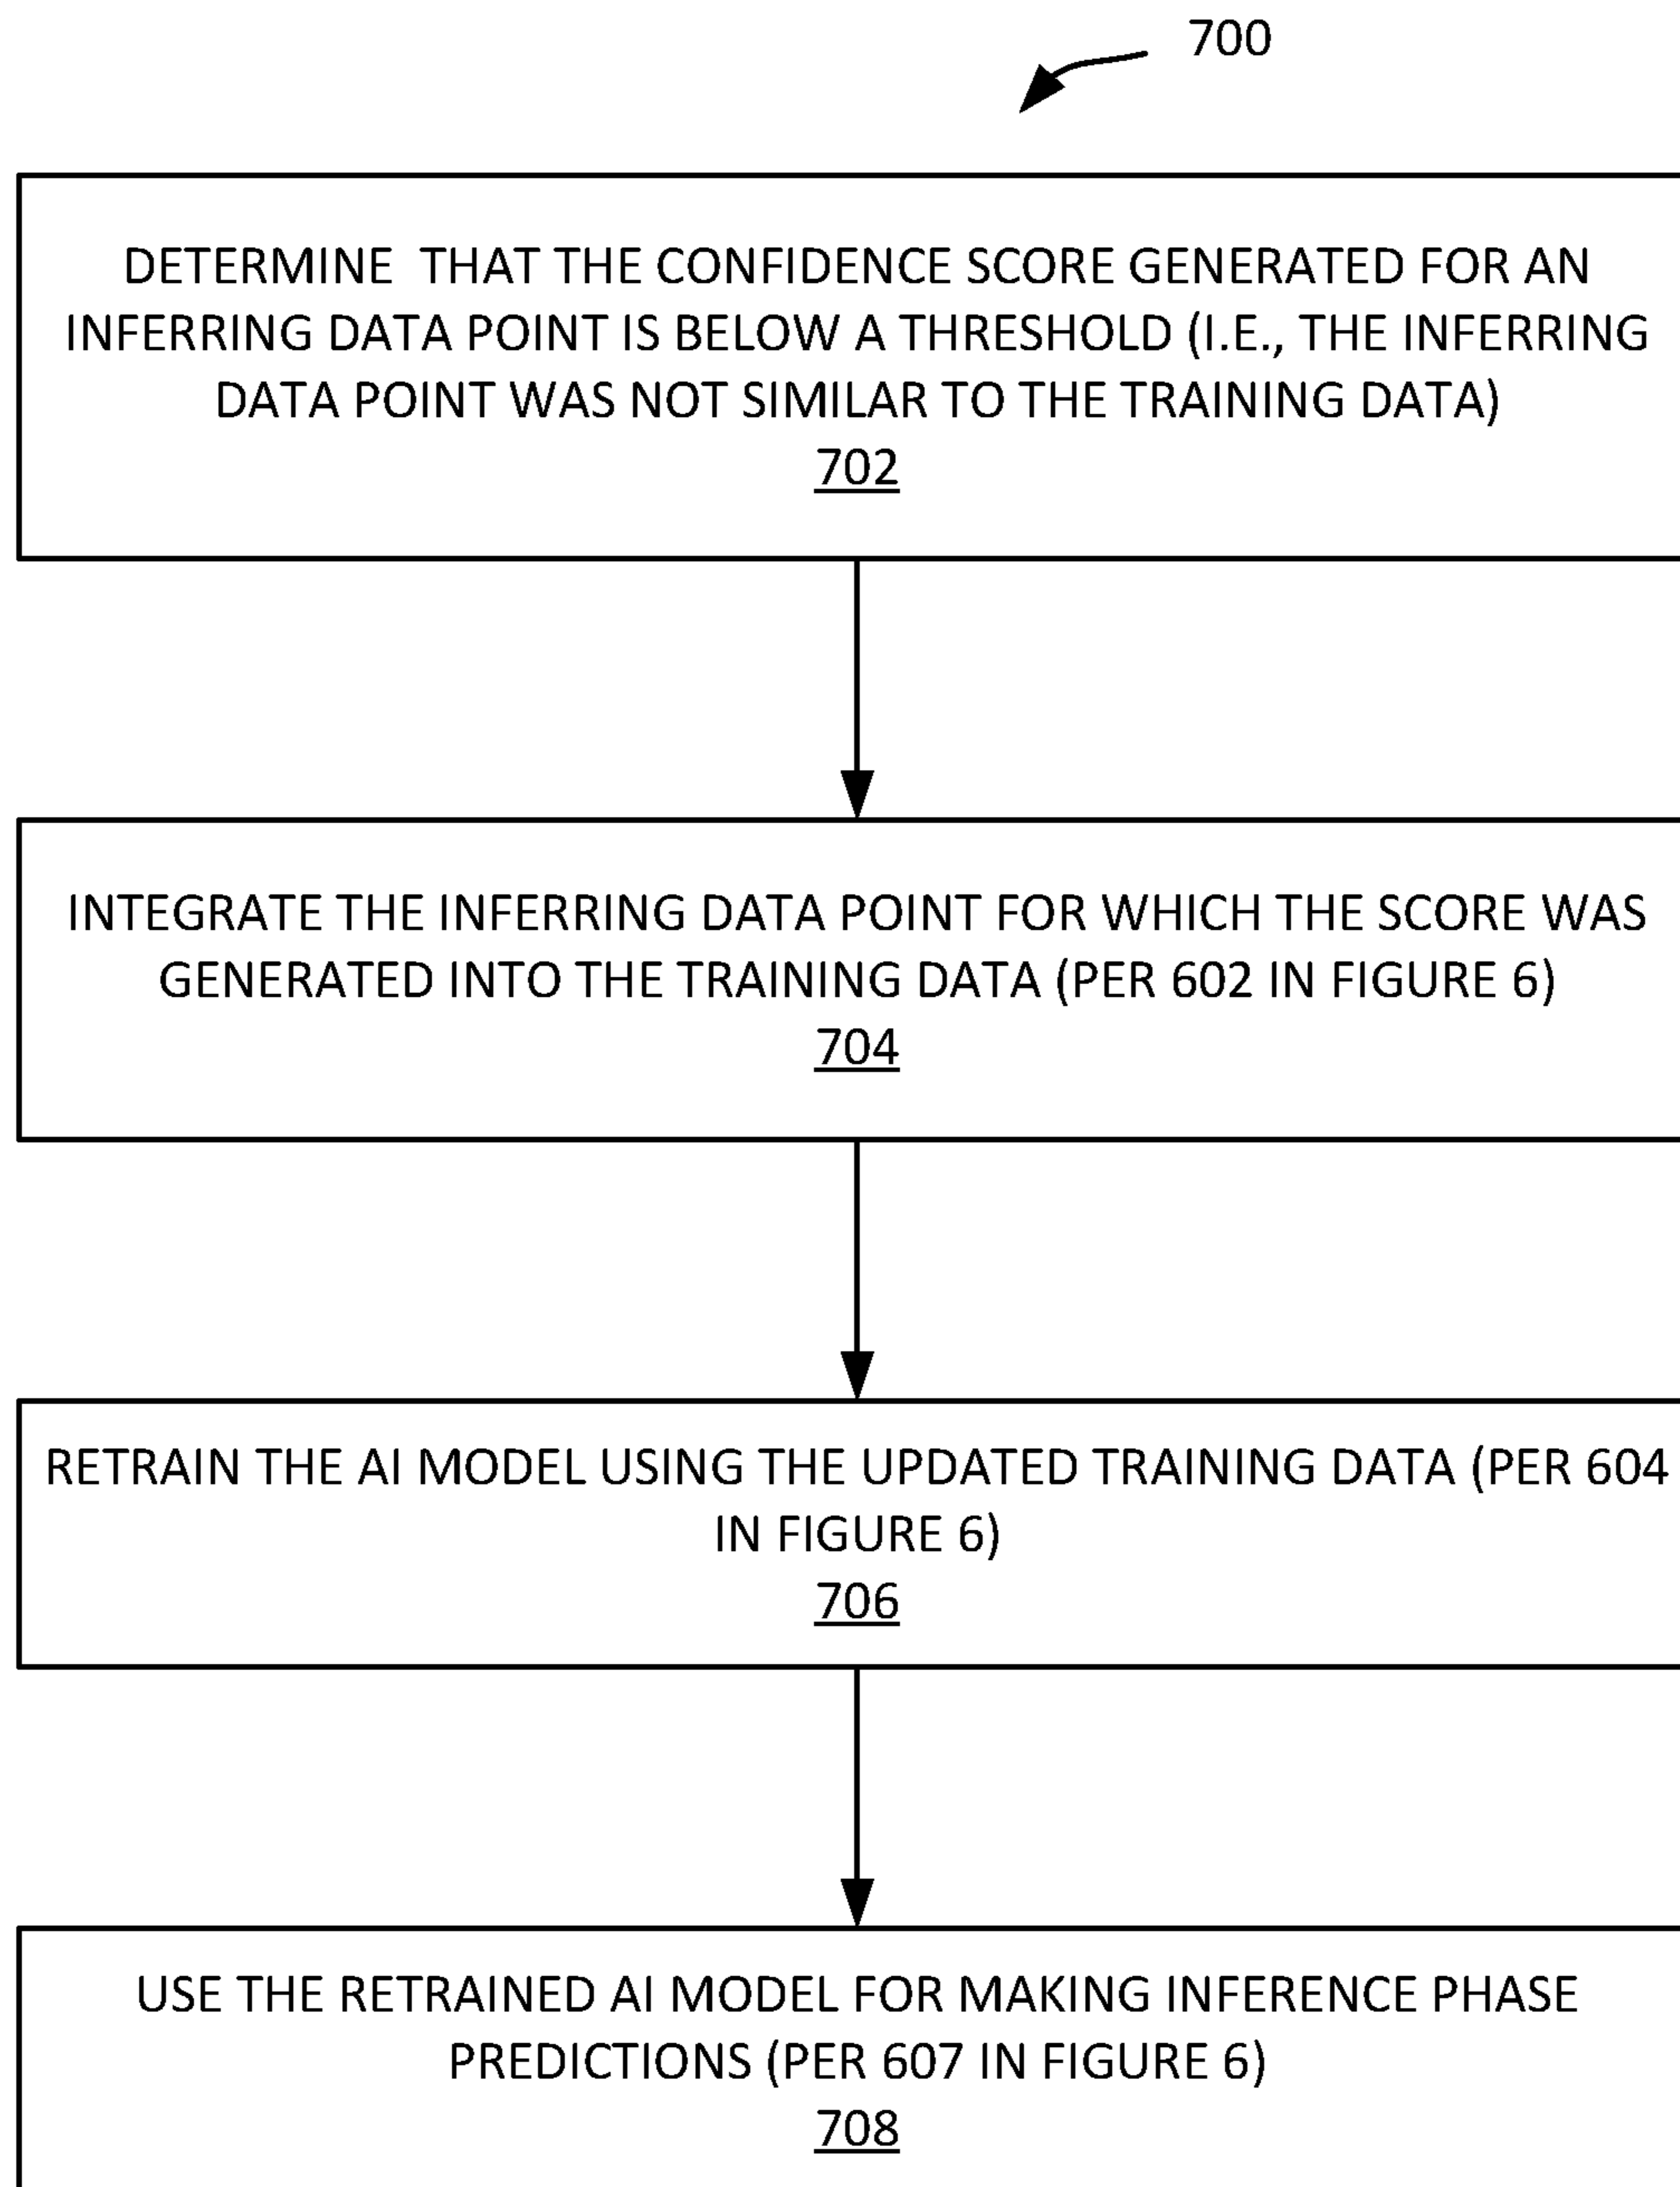 700
DETERMINE THAT THE CONFIDENCE SCORE GENERATED FOR AN
INFERRING DATA POINT IS BELOW A THRESHOLD (I.E., THE INFERRING
DATA POINT WAS NOT SIMILAR TO THE TRAINING DATA)
702
INTEGRATE THE INFERRING DATA POINT FOR WHICH THE SCORE WAS
GENERATED INTO THE TRAINING DATA (PER 602 IN FIGURE 6)
704
RETRAIN THE AI MODEL USING THE UPDATED TRAINING DATA (PER 604
IN FIGURE 6)
706
USE THE RETRAINED AI MODEL FOR MAKING INFERENCE PHASE
PREDICTIONS (PER 607 IN FIGURE 6)
708